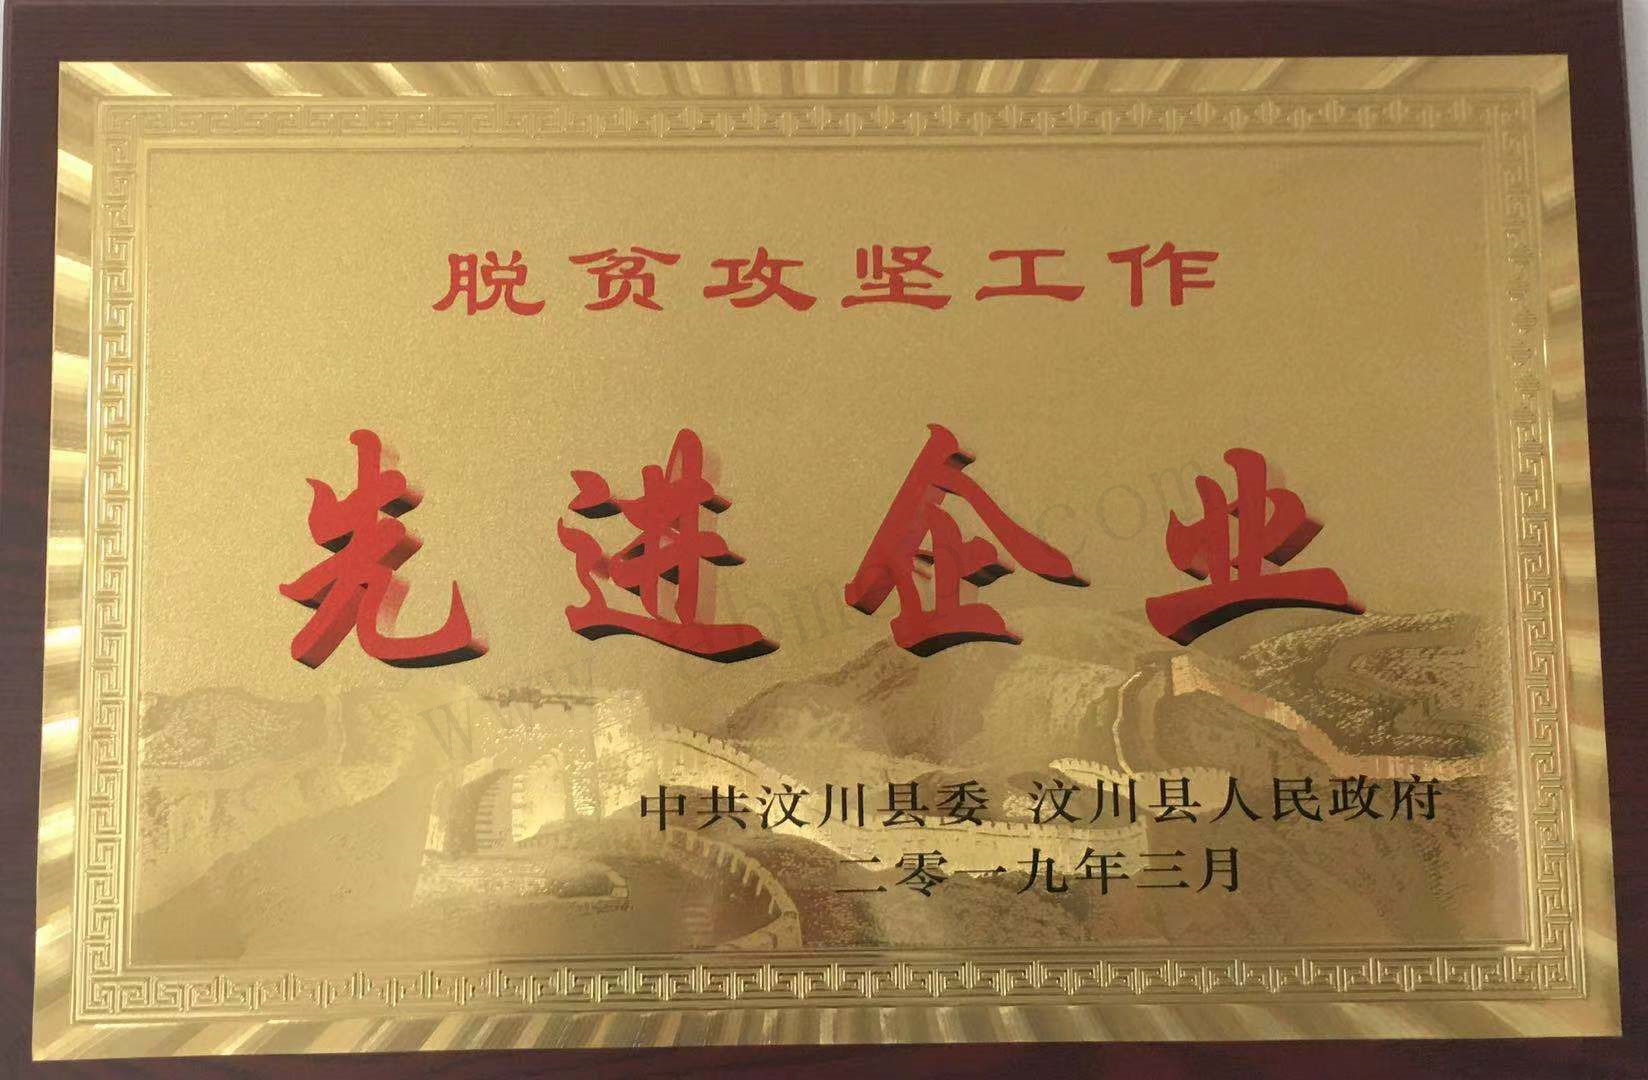 脱贫攻坚工作
先进企业
中共汶川县委 汶川县人民政府
二零一九年三月